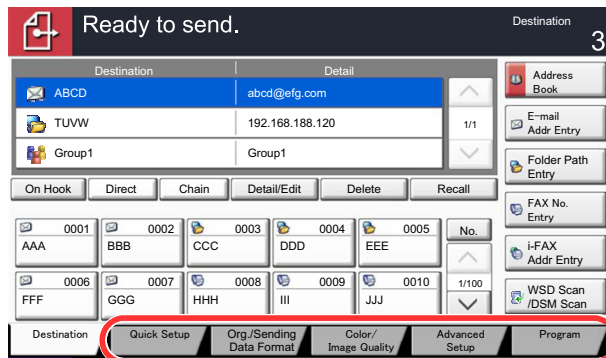 Ready to send.
Destination
3
Destination Detail
ABCD abcd@efg.com
TUVW 192.168.188.120
1/1
Group1 Group1
On Hook Direct Chain Detail/Edit Delete Recall
0001 0002 0003 0004 0005 No.
AAA BBB CCC DDD EEE
0006 0007 0008 0009 0010 1/100
FFF GGG HHH III JJJ
Address
Book
E-mail
Addr Entry
Folder Path
Entry
FAX No.
Entry
i-FAX
Addr Entry
WSD Scan
/DSM Scan
Destination
Quick Setup
Org./Sending
Data Format
Color/
Image Quality
Advanced
Setup
Program